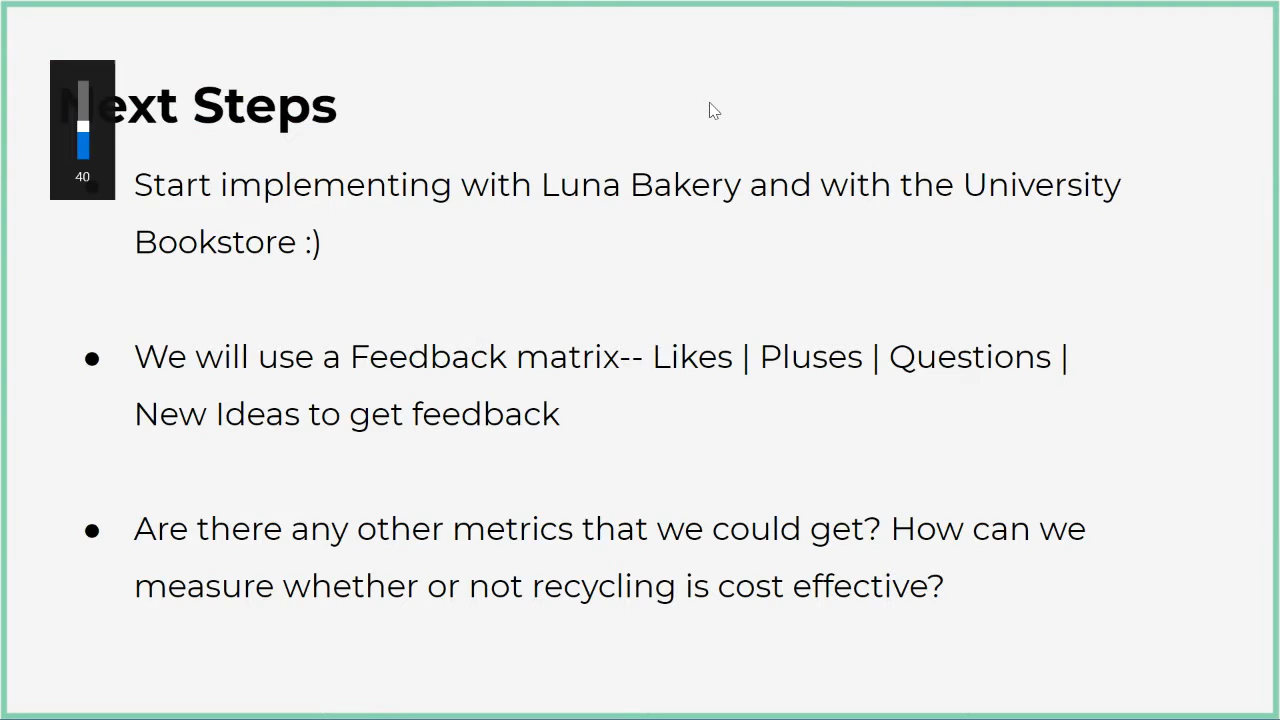 Next Steps
40
● Start implementing with Luna Bakery and with the University
Bookstore :)
● We will use a Feedback matrix-- Likes | Pluses | Questions |
New Ideas to get feedback
● Are there any other metrics that we could get? How can we
measure whether or not recycling is cost effective?